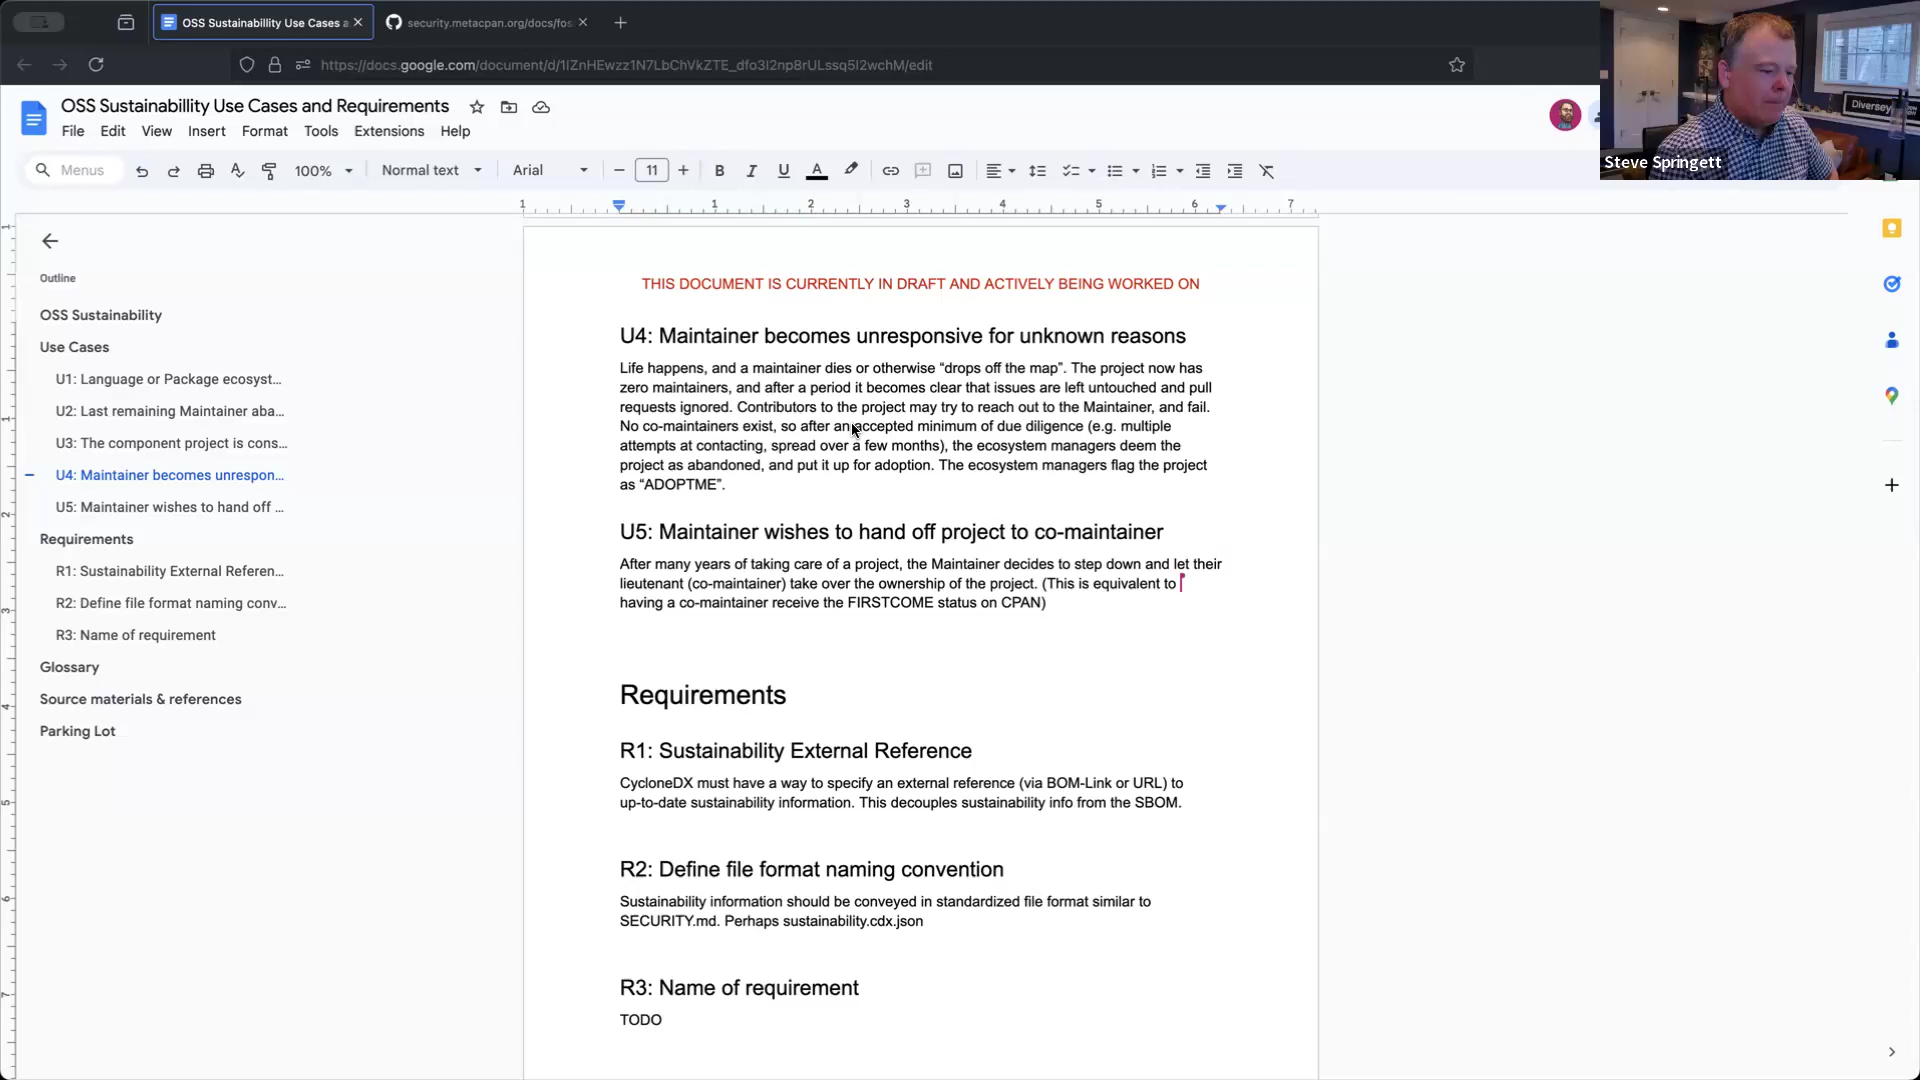 OSS Sustainabillity Use Cases a
security.metacpan.org/docs/fos
https://docs.google.com/document/d/1IZnHEwzz1N7LbChVkZTE_dfo3I2np8rULssq5I2wchM/edit
OSS Sustainabillity Use Cases and Requirements
File Edit View Insert Format Tools Extensions Help
Menus 100% Normal text Arial 11
1 1 2 3 4 5 6 7
Diversey
Steve Springett
Outline
OSS Sustainability
Use Cases
U1: Language or Package ecosyst...
U2: Last remaining Maintainer aba...
U3: The component project is cons...
U4: Maintainer becomes unrespon...
U5: Maintainer wishes to hand off ...
Requirements
R1: Sustainability External Referen...
R2: Define file format naming conv...
R3: Name of requirement
Glossary
Source materials & references
Parking Lot
THIS DOCUMENT IS CURRENTLY IN DRAFT AND ACTIVELY BEING WORKED ON
U4: Maintainer becomes unresponsive for unknown reasons
Life happens, and a maintainer dies or otherwise “drops off the map”. The project now has
zero maintainers, and after a period it becomes clear that issues are left untouched and pull
requests ignored. Contributors to the project may try to reach out to the Maintainer, and fail.
No co-maintainers exist, so after an accepted minimum of due diligence (e.g. multiple
attempts at contacting, spread over a few months), the ecosystem managers deem the
project as abandoned, and put it up for adoption. The ecosystem managers flag the project
as “ADOPTME”.
U5: Maintainer wishes to hand off project to co-maintainer
After many years of taking care of a project, the Maintainer decides to step down and let their
lieutenant (co-maintainer) take over the ownership of the project. (This is equivalent to
having a co-maintainer receive the FIRSTCOME status on CPAN)
Requirements
R1: Sustainability External Reference
CycloneDX must have a way to specify an external reference (via BOM-Link or URL) to
up-to-date sustainability information. This decouples sustainability info from the SBOM.
R2: Define file format naming convention
Sustainability information should be conveyed in standardized file format similar to
SECURITY.md. Perhaps sustainability.cdx.json
R3: Name of requirement
TODO